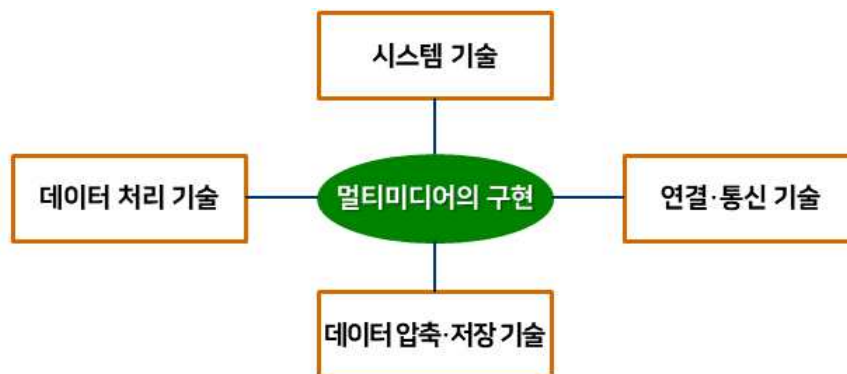 시스템 기술
데이터 처리 기술
멀티미디어의 구현
연결·통신 기술
데이터 압축·저장 기술